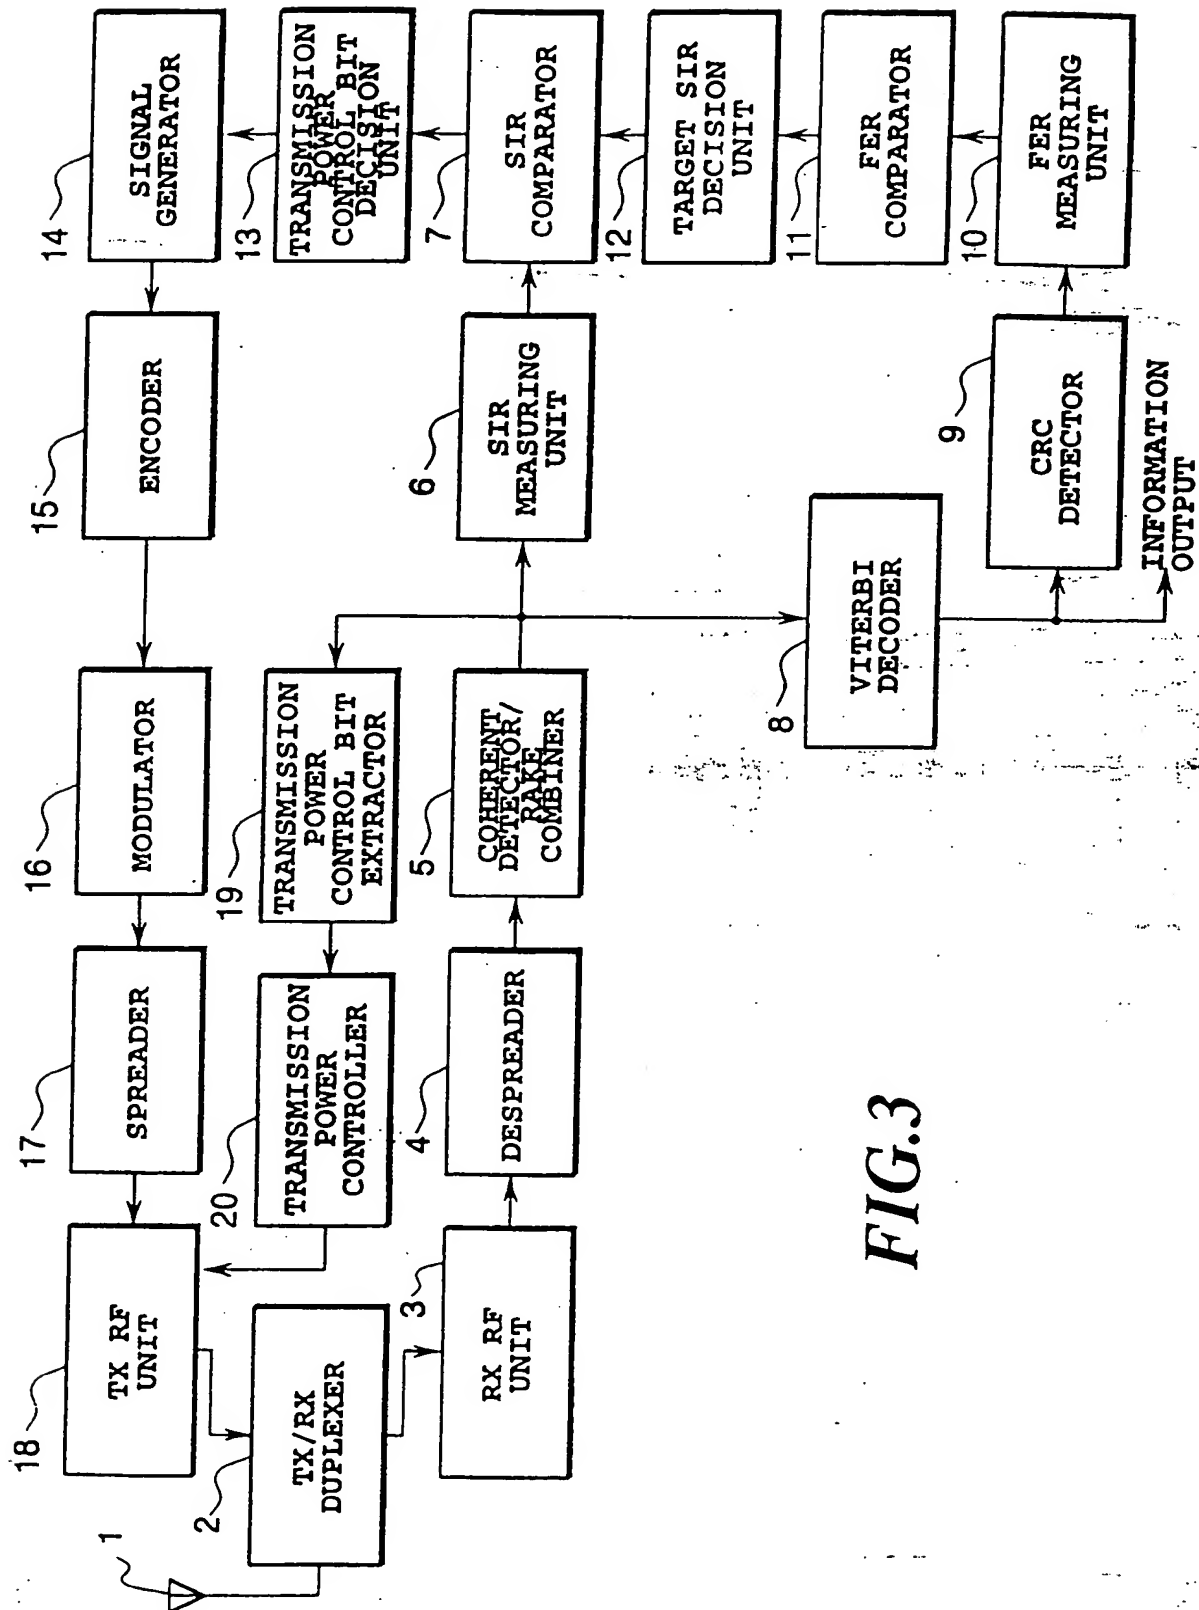 14
SIGNAL
GENERATOR
15
ENCODER
16
MODULATOR
17
SPREADER
18
TX RF
UNIT
13
TRANSMISSION
POWER
CONTROL BIT
DECISION
UNIT
19
TRANSMISSION
POWER
CONTROL BIT
EXTRACTOR
20
TRANSMISSION
POWER
CONTROLLER
1
2
TX/RX
DUPLEXER
7
SIR
COMPARATOR
6
SIR
MEASURING
UNIT
5
COHERENT
DETECTOR/
RAKE
COMBINER
4
DESPREADER
3
RX RF
UNIT
12
TARGET SIR
DECISION
UNIT
11
FER
COMPARATOR
8
VITERBI
DECODER
10
FER
MEASURING
UNIT
9
CRC
DETECTOR
INFORMATION
OUTPUT
FIG.3